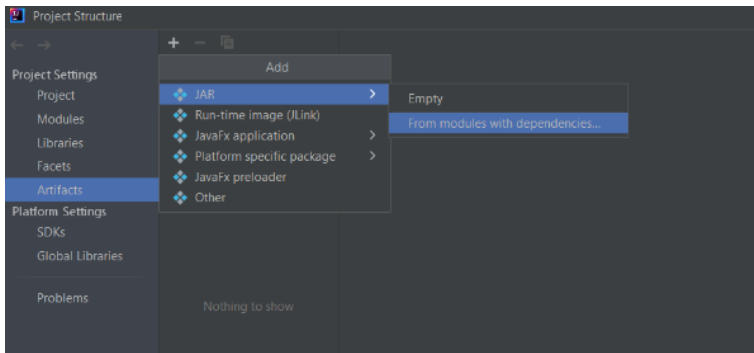 Project Structure
Project Settings
Project
Modules
Libraries
Facets
Artifacts
Platform Settings
SDKs
Global Libraries
Problems
Add
JAR
Run-time image (JLink)
JavaFx application
Platform specific package
JavaFx preloader
Other
Empty
From modules with dependencies...
Nothing to show